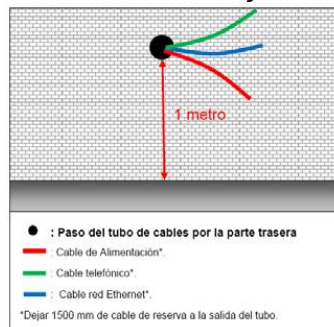 1 metro
: Paso del tubo de cables por la parte trasera
: Cable de Alimentación*.
: Cable telefónico*.
: Cable red Ethernet*.
*Dejar 1500 mm de cable de reserva a la salida del tubo.